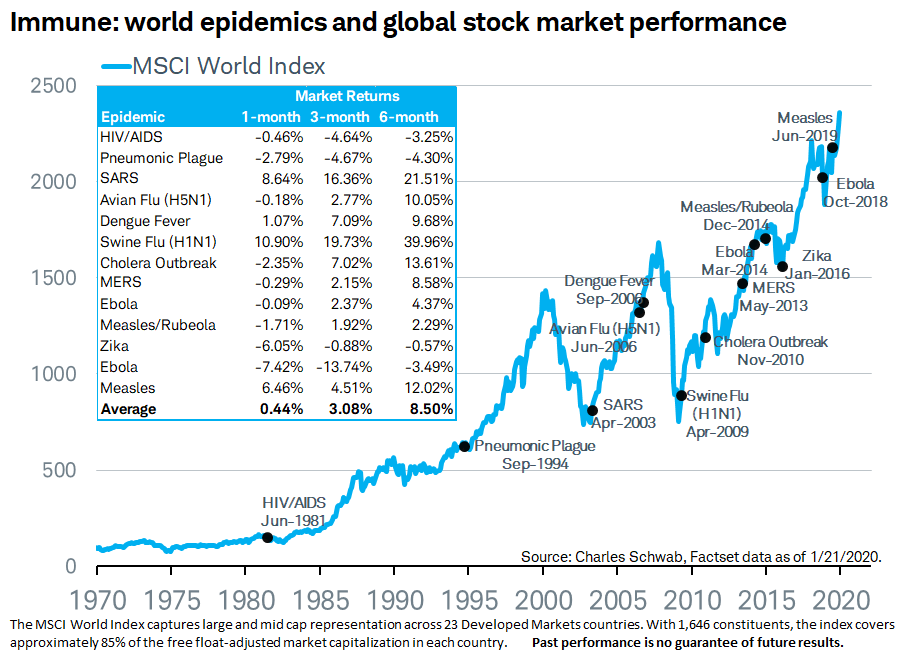 Immune: world epidemics and global stock market performance
MSCI World Index
Market Returns
Epidemic 1-month 3-month 6-month
HIV/AIDS -0.46% -4.64% -3.25%
Pneumonic Plague -2.79% -4.67% -4.30%
SARS 8.64% 16.36% 21.51%
Avian Flu (H5N1) -0.18% 2.77% 10.05%
Dengue Fever 1.07% 7.09% 9.68%
Swine Flu (H1N1) 10.90% 19.73% 39.96%
Cholera Outbreak -2.35% 7.02% 13.61%
MERS -0.29% 2.15% 8.58%
Ebola -0.09% 2.37% 4.37%
Measles/Rubeola -1.71% 1.92% 2.29%
Zika -6.05% -0.88% -0.57%
Ebola -7.42% -13.74% -3.49%
Measles 6.46% 4.51% 12.02%
Average 0.44% 3.08% 8.50%
2500
2000
1500
1000
500
0
HIV/AIDS
Jun-1981
Pneumonic Plague
Sep-1994
SARS
Apr-2003
Dengue Fever
Sep-2006
Avian Flu (H5N1)
Jun-2006
Swine Flu
(H1N1)
Apr-2009
Cholera Outbreak
Nov-2010
MERS
May-2013
Ebola
Mar-2014
Measles/Rubeola
Dec-2014
Zika
Jan-2016
Ebola
Oct-2018
Measles
Jun-2019
Source: Charles Schwab, Factset data as of 1/21/2020.
1970 1975 1980 1985 1990 1995 2000 2005 2010 2015 2020
The MSCI World Index captures large and mid cap representation across 23 Developed Markets countries. With 1,646 constituents, the index covers
approximately 85% of the free float-adjusted market capitalization in each country. Past performance is no guarantee of future results.